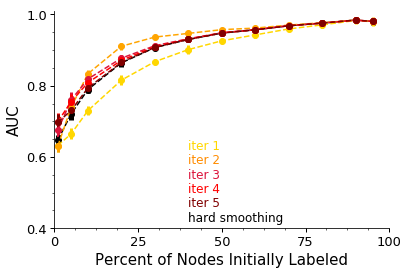 1.0
0.8
0.6
0.4
AUC
iter 1
iter 2
iter 3
iter 4
iter 5
hard smoothing
0 25 50 75 100
Percent of Nodes Initially Labeled